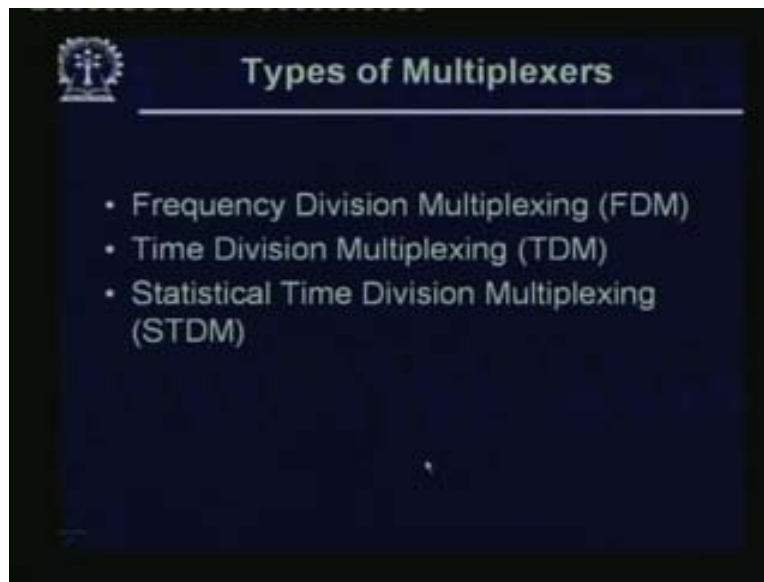 Types of Multiplexers
• Frequency Division Multiplexing (FDM)
• Time Division Multiplexing (TDM)
• Statistical Time Division Multiplexing
(STDM)